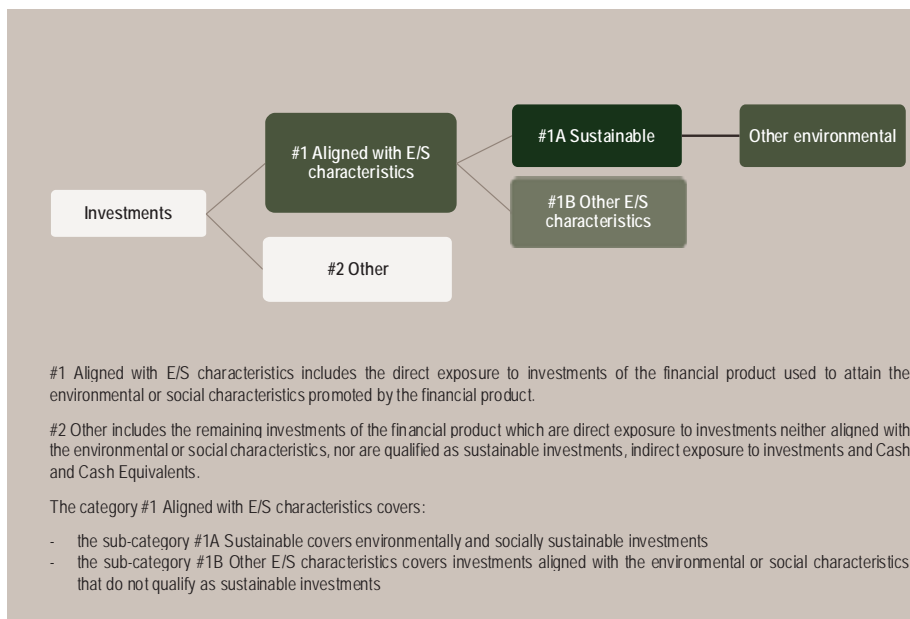 #1 Aligned with E/S
characteristics
#1A Sustainable
Other environmental
Investments
#1B Other E/S
characteristics
#2 Other
#1 Aligned with E/S characteristics includes the direct exposure to investments of the financial product used to attain the
environmental or social characteristics promoted by the financial product.
#2 Other includes the remaining investments of the financial product which are direct exposure to investments neither aligned with
the environmental or social characteristics, nor are qualified as sustainable investments, indirect exposure to investments and Cash
and Cash Equivalents.
The category #1 Aligned with E/S characteristics covers:
- the sub-category #1A Sustainable covers environmentally and socially sustainable investments
- the sub-category #1B Other E/S characteristics covers investments aligned with the environmental or social characteristics
that do not qualify as sustainable investments